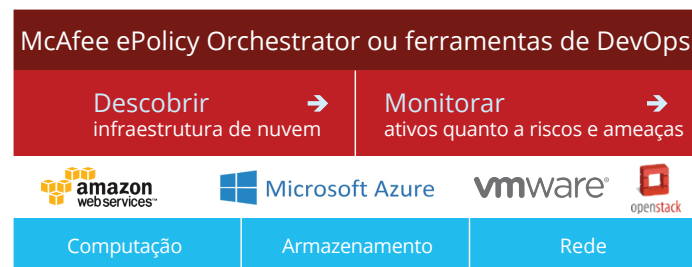 McAfee ePolicy Orchestrator ou ferramentas de DevOps
Descobrir
infraestrutura de nuvem
Monitorar
ativos quanto a riscos e ameaças
amazon
web services™
Microsoft Azure
vmware®
openstack
Computação
Armazenamento
Rede